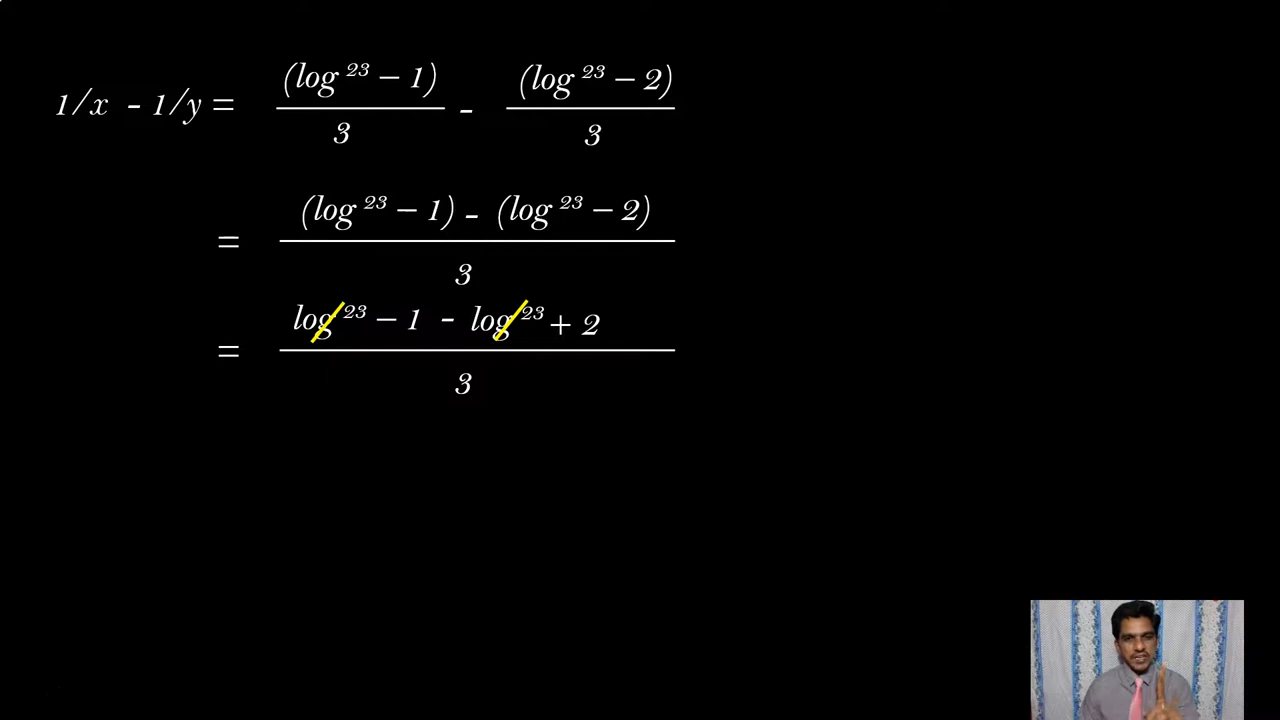 1/x - 1/y = (log 23 – 1) / 3 - (log 23 – 2) / 3
= (log 23 – 1) - (log 23 – 2) / 3
= log 23 – 1 - log 23 + 2 / 3